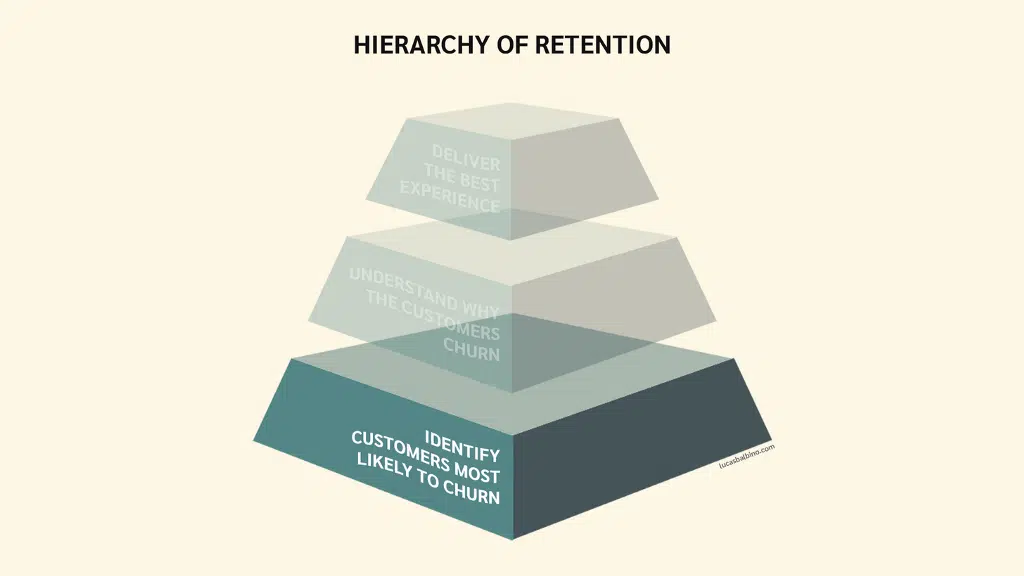 HIERARCHY OF RETENTION
DELIVER
THE BEST
EXPERIENCE
UNDERSTAND WHY
THE CUSTOMERS
CHURN
IDENTIFY
CUSTOMERS MOST
LIKELY TO CHURN
lucasbalbino.com